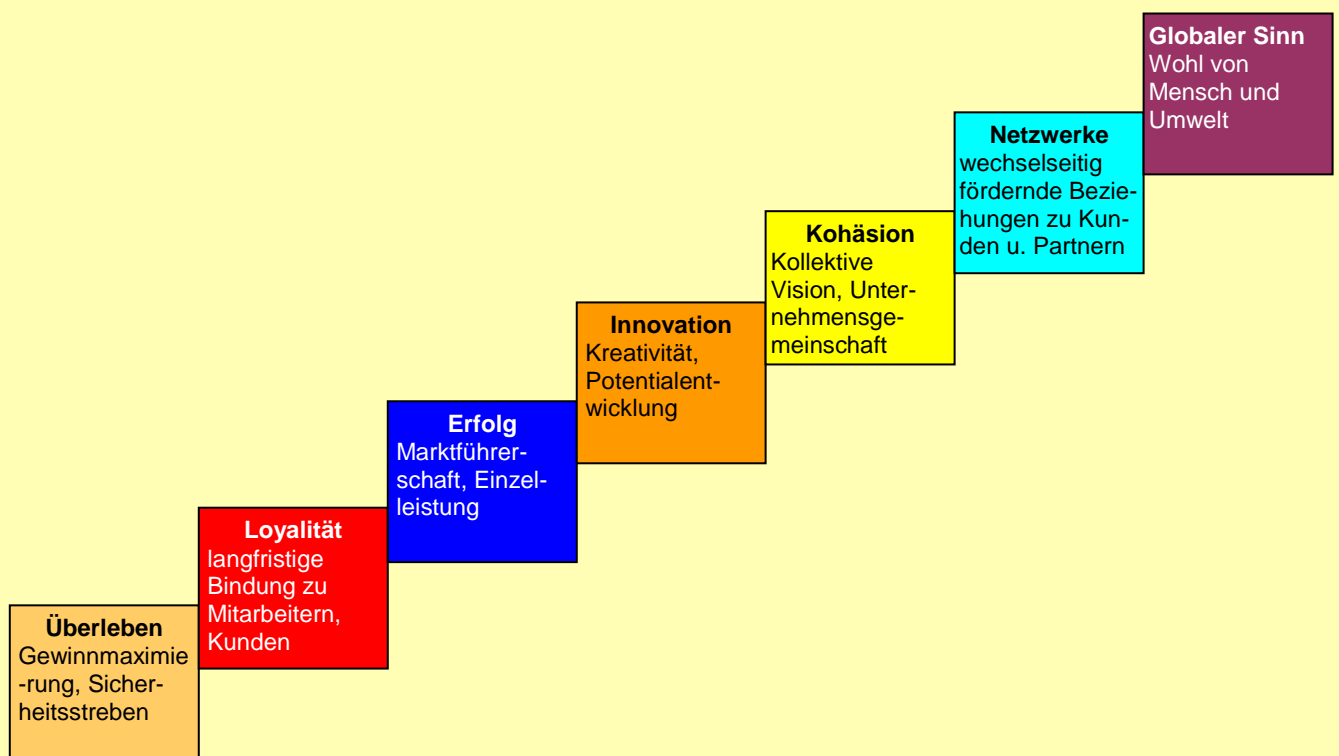 Globaler Sinn
Wohl von
Mensch und
Umwelt
Netzwerke
wechselseitig
fördernde Bezie-
hungen zu Kun-
den u. Partnern
Kohäsion
Kollektive
Vision, Unter-
nehmensge-
meinschaft
Innovation
Kreativität,
Potentialent-
wicklung
Erfolg
Marktführer-
schaft, Einzel-
leistung
Loyalität
langfristige
Bindung zu
Mitarbeitern,
Kunden
Überleben
Gewinnmaximie
-rung, Sicher-
heitsstreben